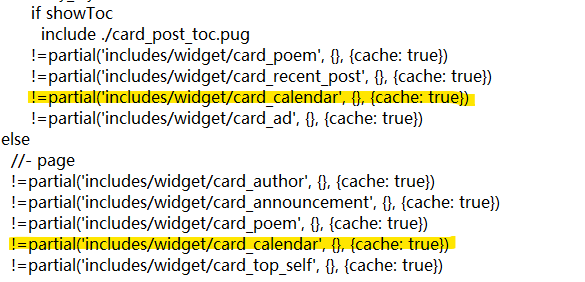 if showToc
include ./card_post_toc.pug
!=partial('includes/widget/card_poem', {}, {cache: true})
!=partial('includes/widget/card_recent_post', {}, {cache: true})
!=partial('includes/widget/card_calendar', {}, {cache: true})
!=partial('includes/widget/card_ad', {}, {cache: true})
else
//- page
!=partial('includes/widget/card_author', {}, {cache: true})
!=partial('includes/widget/card_announcement', {}, {cache: true})
!=partial('includes/widget/card_poem', {}, {cache: true})
!=partial('includes/widget/card_calendar', {}, {cache: true})
!=partial('includes/widget/card_top_self', {}, {cache: true})